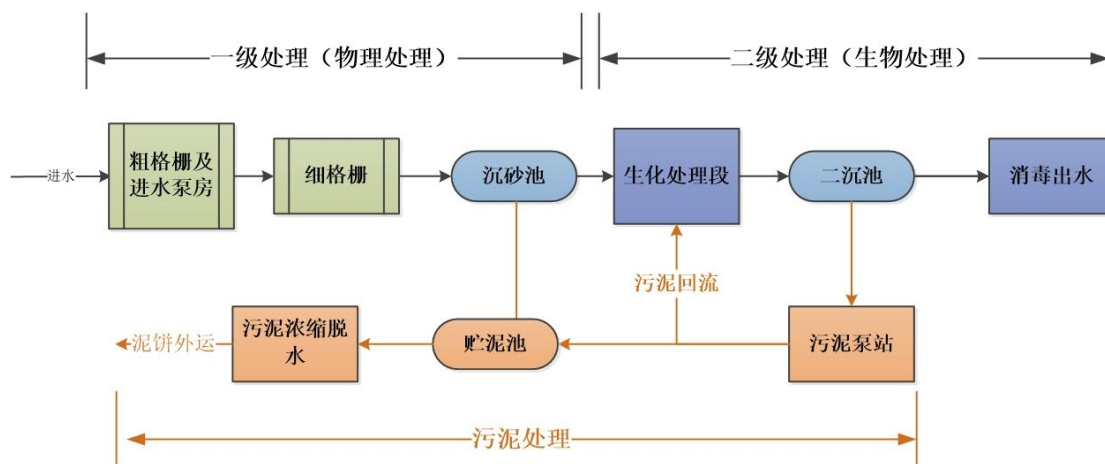 一级处理（物理处理）
二级处理（生物处理）
进水
粗格栅及
进水泵房
细格栅
沉砂池
生化处理段
二沉池
消毒出水
污泥回流
泥饼外运
污泥浓缩脱
水
贮泥池
污泥泵站
污泥处理